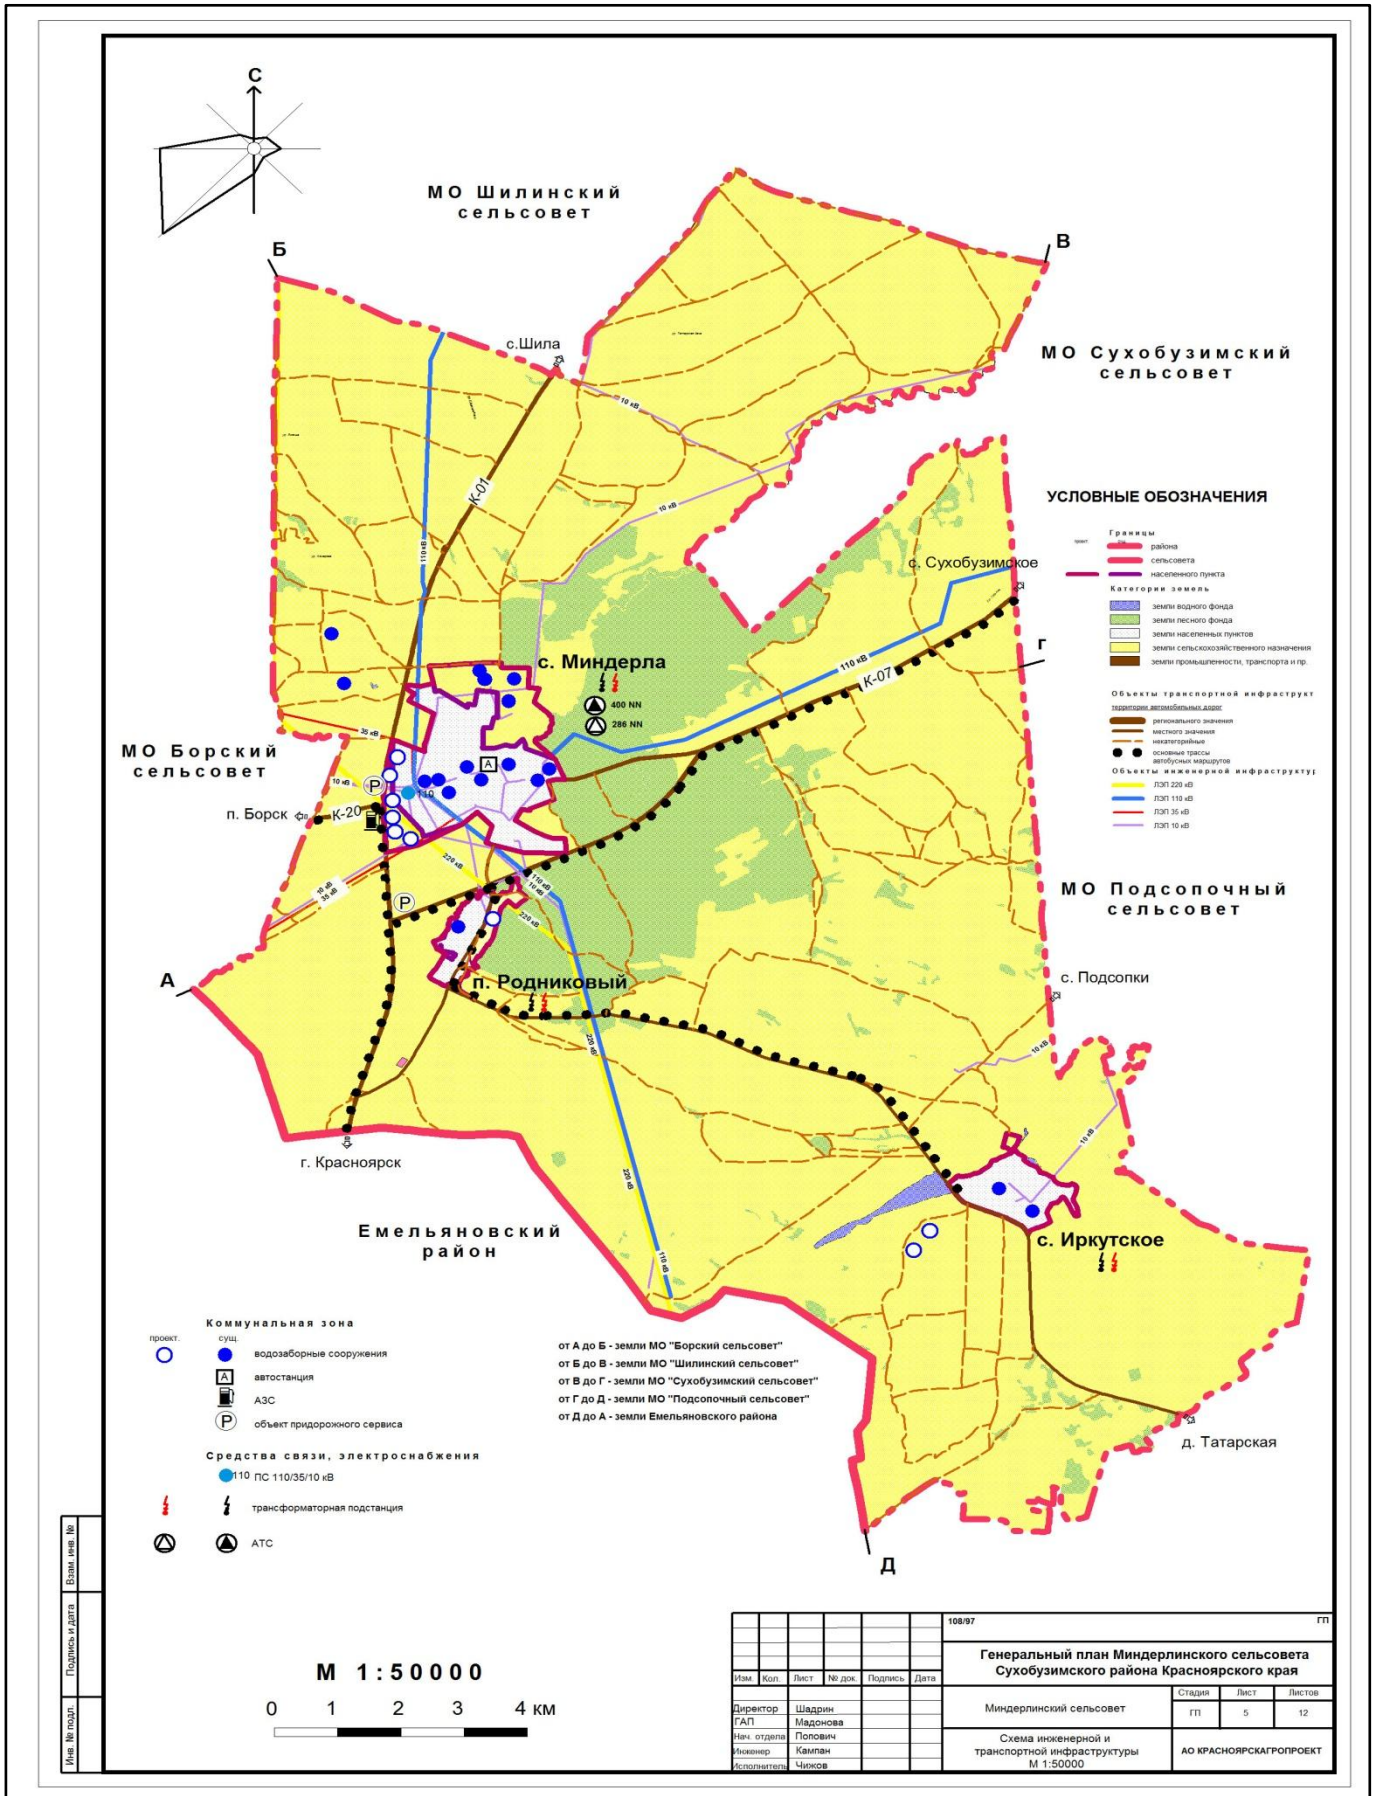 С
МО Шилинский
сельсовет
Б
В
с.Шила
МО Сухобузимский
сельсовет
10 кВ
К-01
110кВ
10 кВ
УСЛОВНЫЕ ОБОЗНАЧЕНИЯ
Границы
района
сельсовета
населенного пункта
Категории земель
земли водного фонда
земли лесного фонда
земли населенных пунктов
земли сельскохозяйственного назначения
земли промышленности, транспорта и пр.
Объекты транспортной инфраструкт
территории автомобильных дорог
регионального значения
местного значения
некатегорийные
основные трассы
автобусных маршрутов
Объекты инженерной инфраструктур
ЛЭП 220 кВ
ЛЭП 110 кВ
ЛЭП 35 кВ
ЛЭП 10 кВ
с. Сухобузимское
Г
с. Миндерла
400 NN
286 NN
110 кВ
К-07
35 кВ
МО Борский
сельсовет
10 кВ
Р
А
110
п. Борск
К-20
220 кВ
110 кВ
10 кВ
10 кВ
35 кВ
Р
220 кВ
МО Подсопочный
сельсовет
А
п. Родниковый
с. Подсопки
220 кВ
10 кВ
10 кВ
г. Красноярск
220 кВ
Емельяновский
район
110 кВ
с. Иркутское
д. Татарская
Д
Коммунальная зона
проект.
сущ.
водозаборные сооружения
А
автостанция
АЗС
Р
объект придорожного сервиса
Средства связи, электроснабжения
110 ПС 110/35/10 кВ
трансформаторная подстанция
АТС
от А до Б - земли МО "Борский сельсовет"
от Б до В - земли МО "Шилинский сельсовет"
от В до Г - земли МО "Сухобузимский сельсовет"
от Г до Д - земли МО "Подсопочный сельсовет"
от Д до А - земли Емельяновского района
М 1:50000
0 1 2 3 4 км
Взам. инв. №
Подпись и дата
Инв. № подл.
108/97 ГП
Генеральный план Миндерлинского сельсовета
Сухобузимского района Красноярского края
Изм. Кол. Лист № док. Подпись Дата
Директор Шадрин
ГАП Мадонова
Нач. отдела Попович
Инженер Кампан
Исполнитель Чижов
Миндерлинский сельсовет
Стадия Лист Листов
ГП 5 12
Схема инженерной и
транспортной инфраструктуры
М 1:50000
АО КРАСНОЯРСКАГРОПРОЕКТ